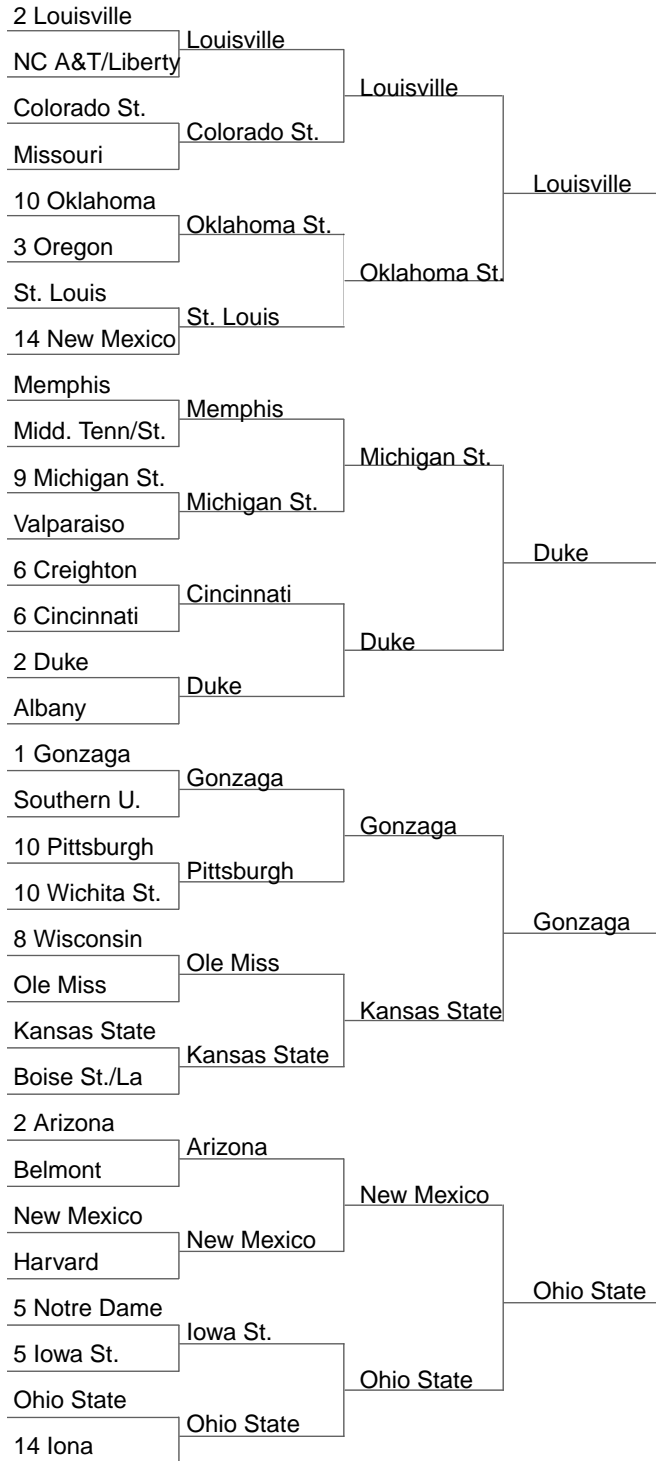 2 Louisville
Louisville
NC A&T/Liberty
Louisville
Colorado St.
Colorado St.
Missouri
Louisville
10 Oklahoma
Oklahoma St.
3 Oregon
Oklahoma St.
St. Louis
St. Louis
14 New Mexico
Memphis
Memphis
Midd. Tenn/St.
Michigan St.
9 Michigan St.
Michigan St.
Valparaiso
Duke
6 Creighton
Cincinnati
6 Cincinnati
Duke
2 Duke
Duke
Albany
1 Gonzaga
Gonzaga
Southern U.
Gonzaga
10 Pittsburgh
Pittsburgh
10 Wichita St.
Gonzaga
8 Wisconsin
Ole Miss
Ole Miss
Kansas State
Kansas State
Kansas State
Boise St./La
2 Arizona
Arizona
Belmont
New Mexico
New Mexico
New Mexico
Harvard
Ohio State
5 Notre Dame
Iowa St.
5 Iowa St.
Ohio State
Ohio State
Ohio State
14 Iona